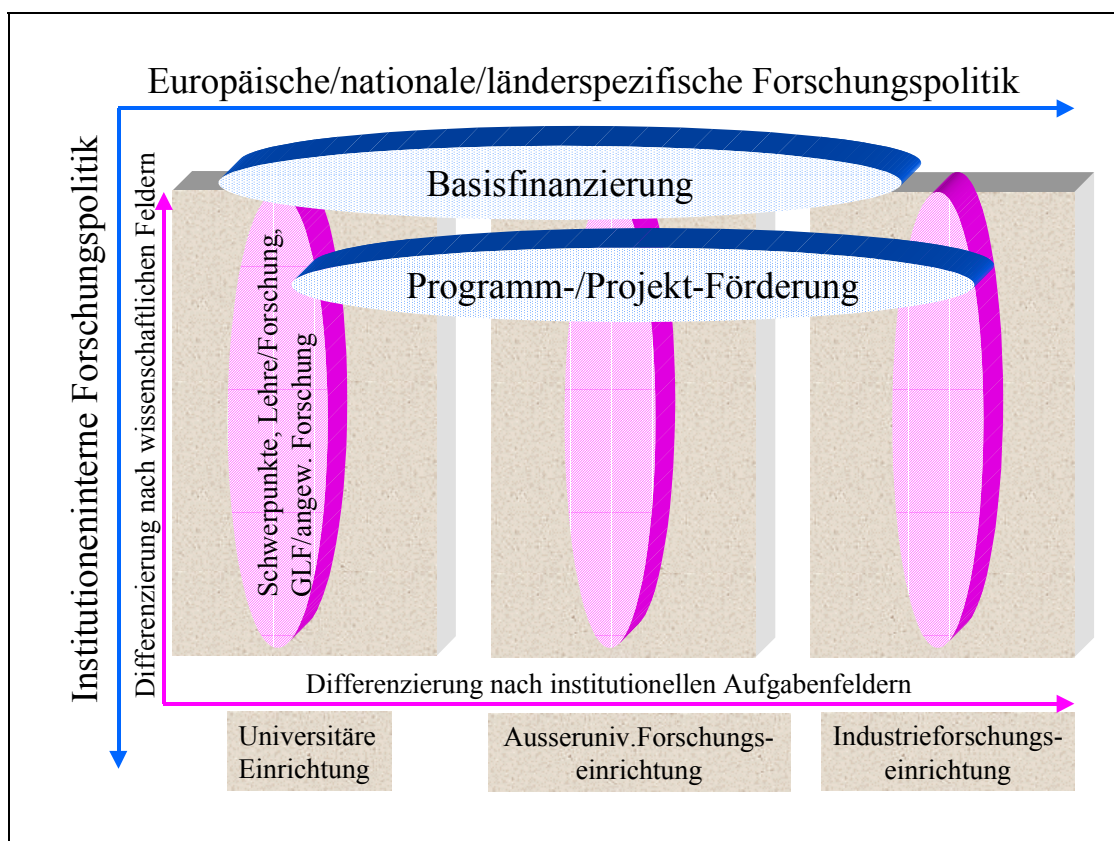 Europäische/nationale/länderspezifische Forschungspolitik
Institutioneninterne Forschungspolitik
Differenzierung nach wissenschaftlichen Feldern
Basisfinanzierung
Programm-/Projekt-Förderung
Schwerpunkte, Lehre/Forschung,
GLF/angew. Forschung
Differenzierung nach institutionellen Aufgabenfeldern
Universitäre
Einrichtung
Ausseruniv.Forschungs-
einrichtung
Industrieforschungs-
einrichtung